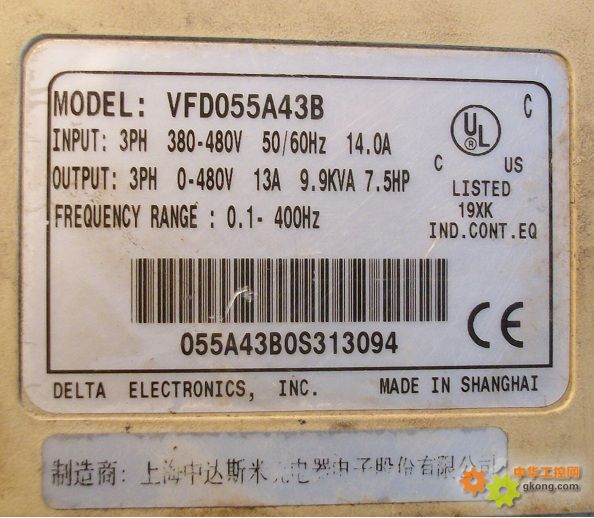 MODEL: VFD055A43B
INPUT: 3PH 380-480V 50/60Hz 14.0A
OUTPUT: 3PH 0-480V 13A 9.9KVA 7.5HP
FREQUENCY RANGE : 0.1- 400Hz
C
UL
®
C US
LISTED
19XK
IND.CONT.EQ
055A43B0S313094
CE
DELTA ELECTRONICS, INC. MADE IN SHANGHAI
制造商: 上海中达斯米克电器电子股份有限公司
中华工控网
gkong.com